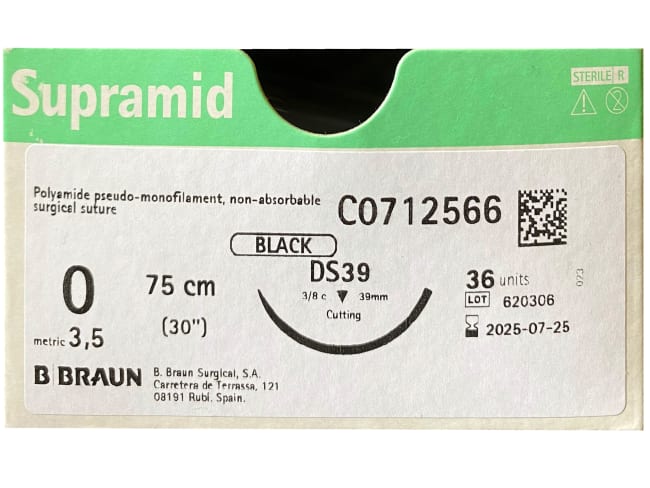 Supramid
STERILE R
Polyamide pseudo-monofilament, non-absorbable
surgical suture
C0712566
BLACK
0
75 cm
DS39
36 units
3/8 c 39mm
LOT 620306
Cutting
metric 3,5
(30")
2025-07-25
023
B BRAUN
B. Braun Surgical, S.A.
Carretera de Terrassa, 121
08191 Rubí. Spain.